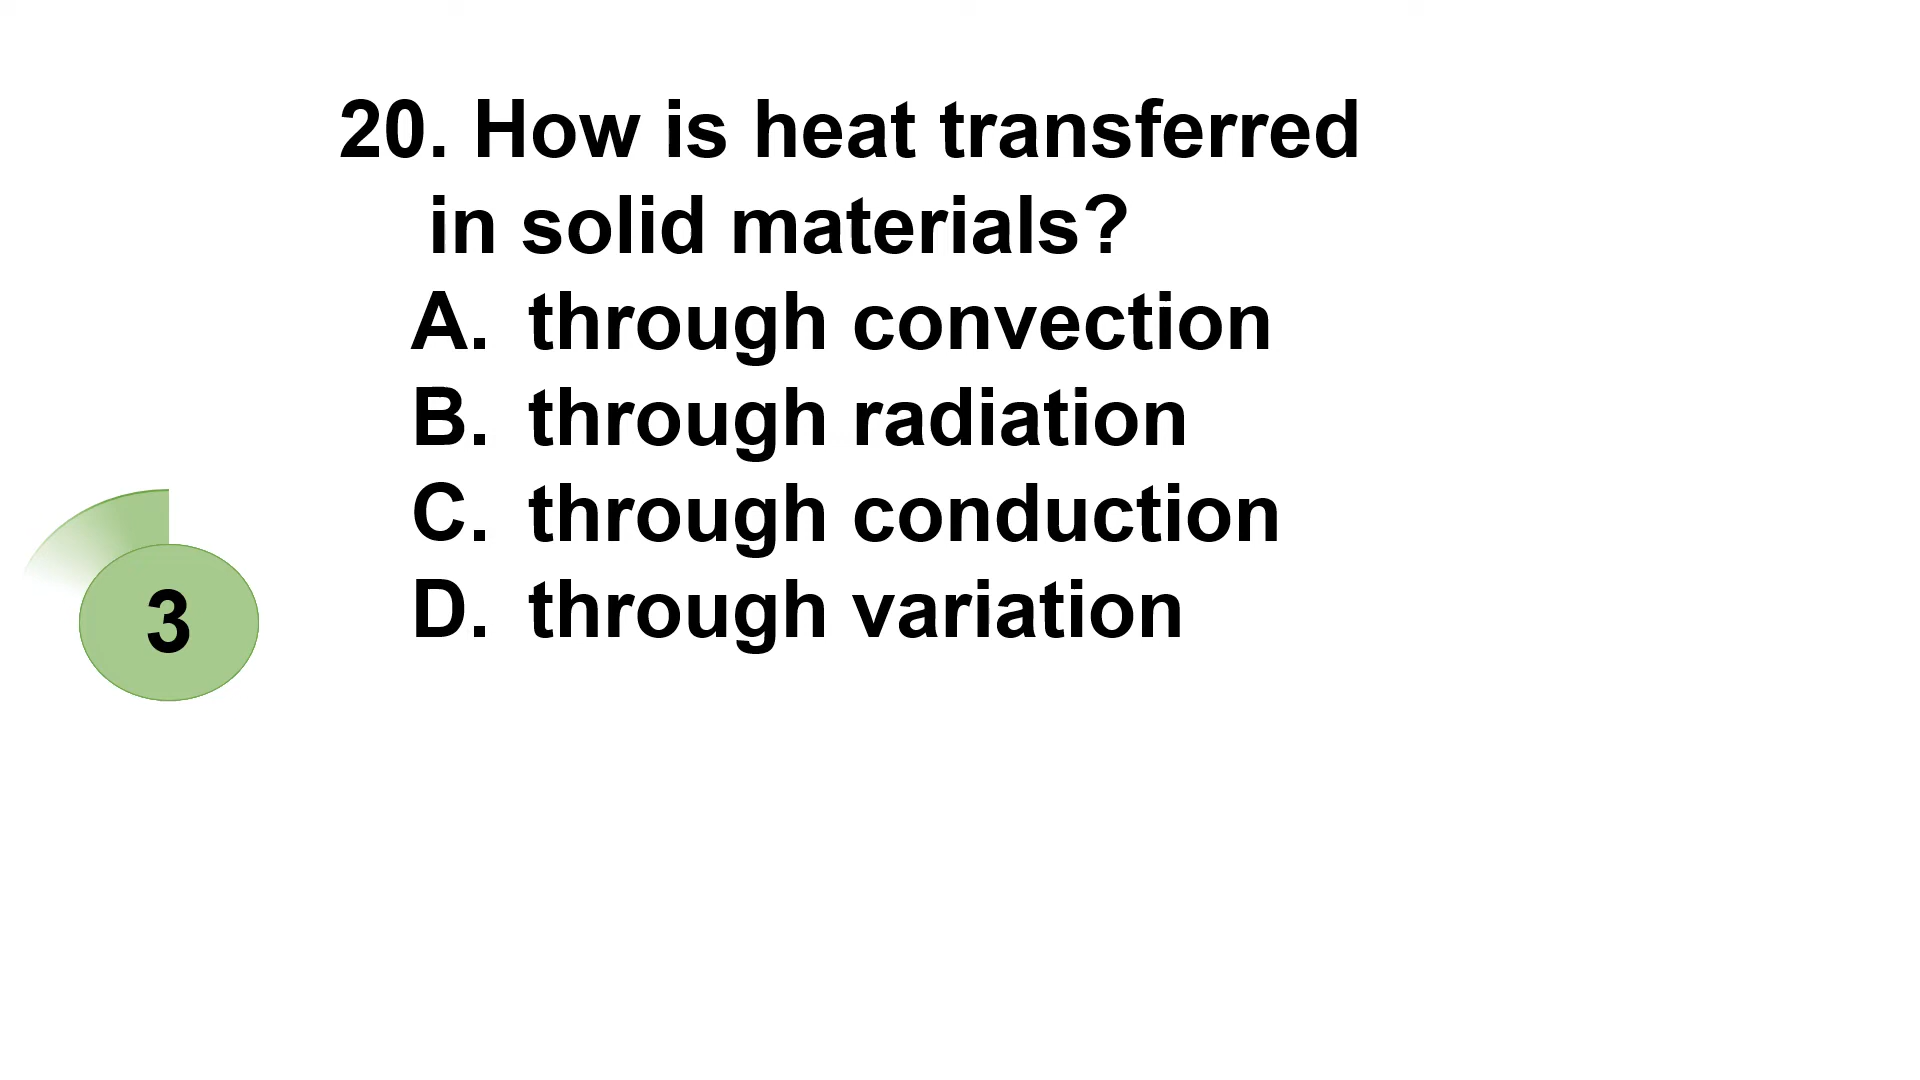 20. How is heat transferred
in solid materials?
A. through convection
B. through radiation
C. through conduction
D. through variation
3